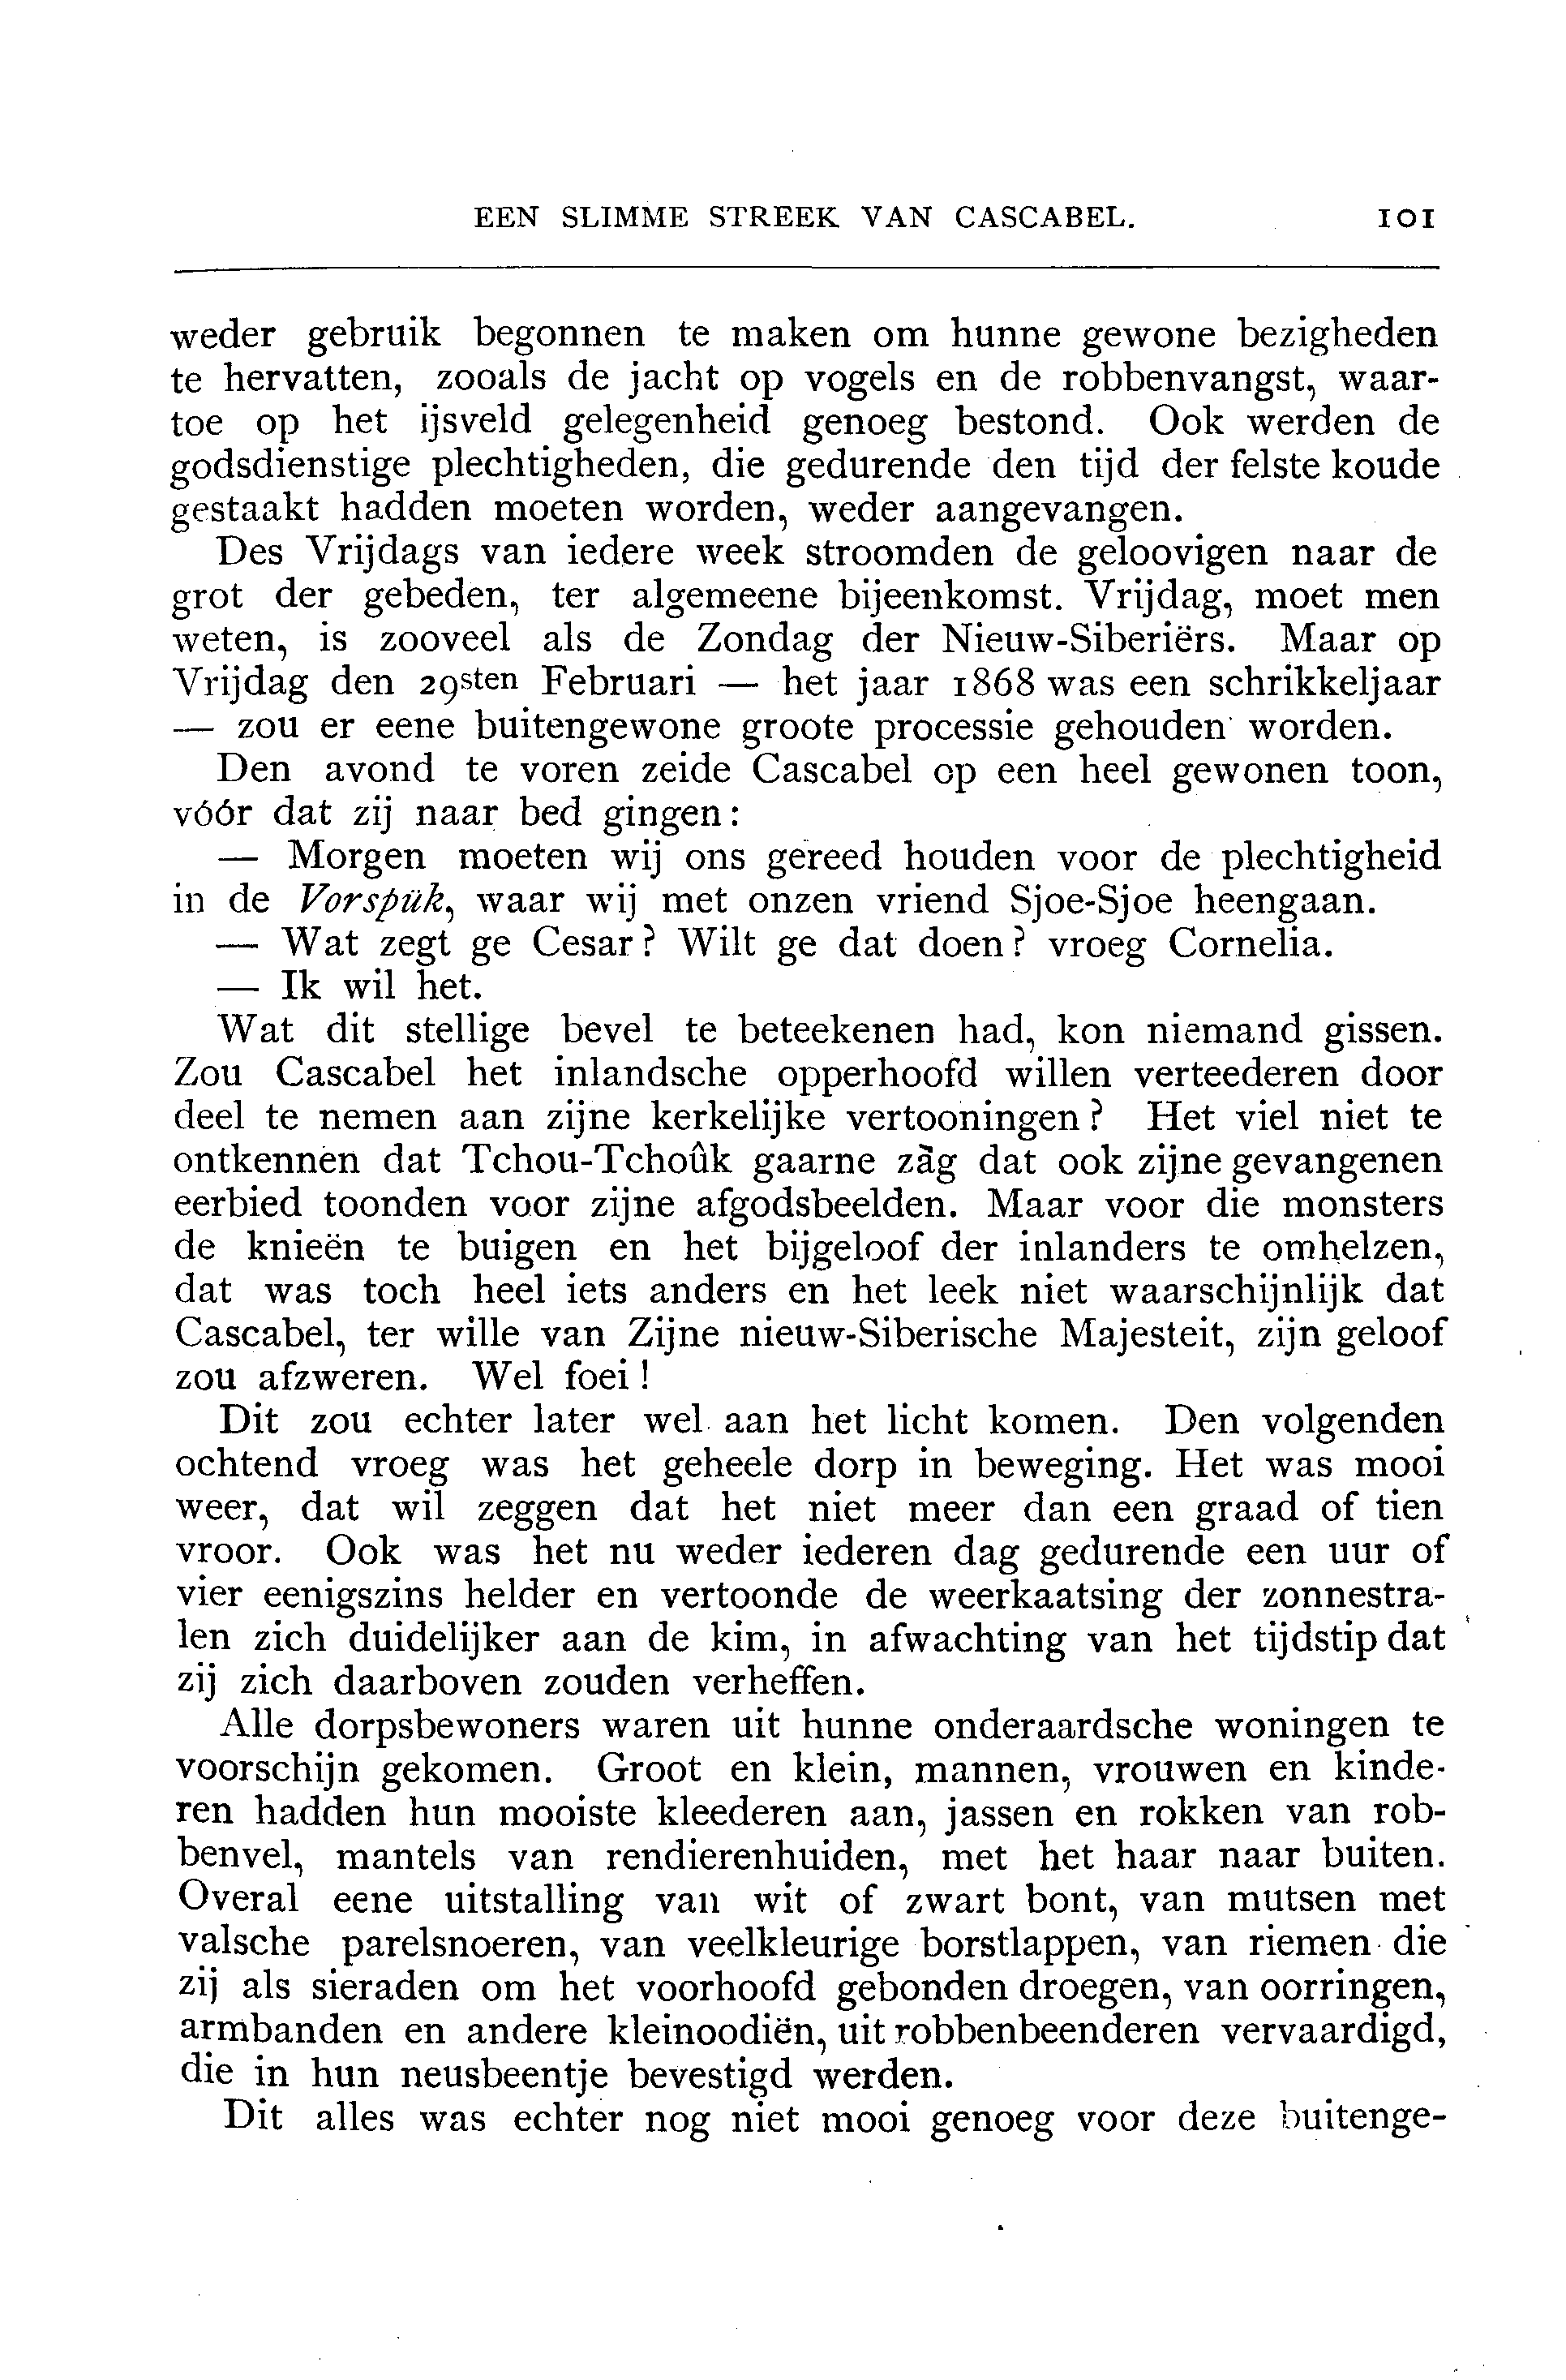 EEN SLIMME STREEK VAN CASCABEL. 101
weder gebruik begonnen te maken om hunne gewone bezigheden
te hervatten, zooals de jacht op vogels en de robbenvangst, waar-
toe op het ijsveld gelegenheid genoeg bestond. Ook werden de
godsdienstige plechtigheden, die gedurende den tijd der felste koude
gestaakt hadden moeten worden, weder aangevangen.
Des Vrijdags van iedere week stroomden de geloovigen naar de
grot der gebeden, ter algemeene bijeenkomst. Vrijdag, moet men
weten, is zooveel als de Zondag der Nieuw-Siberiërs. Maar op
Vrijdag den 29sten Februari — het jaar 1868 was een schrikkeljaar
— zou er eene buitengewone groote processie gehouden worden.
Den avond te voren zeide Cascabel op een heel gewonen toon,
vóór dat zij naar bed gingen:
— Morgen moeten wij ons gereed houden voor de plechtigheid
in de Vorspük, waar wij met onzen vriend Sjoe-Sjoe heengaan.
— Wat zegt ge Cesar? Wilt ge dat doen? vroeg Cornelia.
— Ik wil het.
Wat dit stellige bevel te beteekenen had, kon niemand gissen.
Zou Cascabel het inlandsche opperhoofd willen verteederen door
deel te nemen aan zijne kerkelijke vertooningen? Het viel niet te
ontkennen dat Tchou-Tchoûk gaarne zag dat ook zijne gevangenen
eerbied toonden voor zijne afgodsbeelden. Maar voor die monsters
de knieën te buigen en het bijgeloof der inlanders te omhelzen,
dat was toch heel iets anders en het leek niet waarschijnlijk dat
Cascabel, ter wille van Zijne nieuw-Siberische Majesteit, zijn geloof
zou afzweren. Wel foei!
Dit zou echter later wel aan het licht komen. Den volgenden
ochtend vroeg was het geheele dorp in beweging. Het was mooi
weer, dat wil zeggen dat het niet meer dan een graad of tien
vroor. Ook was het nu weder iederen dag gedurende een uur of
vier eenigszins helder en vertoonde de weerkaatsing der zonnestra-
len zich duidelijker aan de kim, in afwachting van het tijdstip dat
zij zich daarboven zouden verheffen.
Alle dorpsbewoners waren uit hunne onderaardsche woningen te
voorschijn gekomen. Groot en klein, mannen, vrouwen en kinde-
ren hadden hun mooiste kleederen aan, jassen en rokken van rob-
benvel, mantels van rendierenhuiden, met het haar naar buiten.
Overal eene uitstalling van wit of zwart bont, van mutsen met
valsche parelsnoeren, van veelkleurige borstlappen, van riemen die
zij als sieraden om het voorhoofd gebonden droegen, van oorringen,
armbanden en andere kleinoodiën, uit robbenbeenderen vervaardigd,
die in hun neusbeentje bevestigd werden.
Dit alles was echter nog niet mooi genoeg voor deze buitenge-